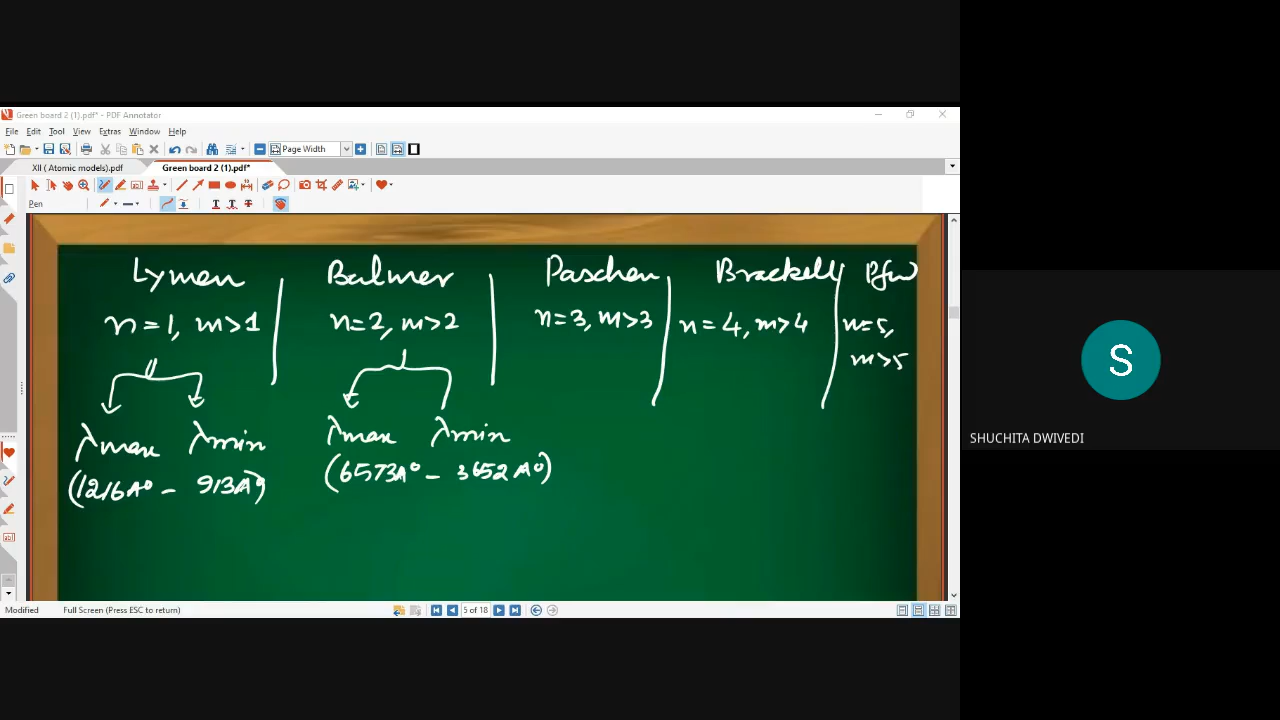 Green board 2 (1).pdf* - PDF Annotator
File Edit Tool View Extras Window Help
Page Width
XII ( Atomic models).pdf Green board 2 (1).pdf*
Pen
Lymen Balmer Paschen Brackell Pfw
n=1, m>1 n=2, m>2 n=3, m>3 n=4, m>4 n=5,
m>5
λmax λmin λmax λmin
(1216A° - 913A°) (6573A° - 3652A°)
S
SHUCHITA DWIVEDI
Modified Full Screen (Press ESC to return) 5 of 18